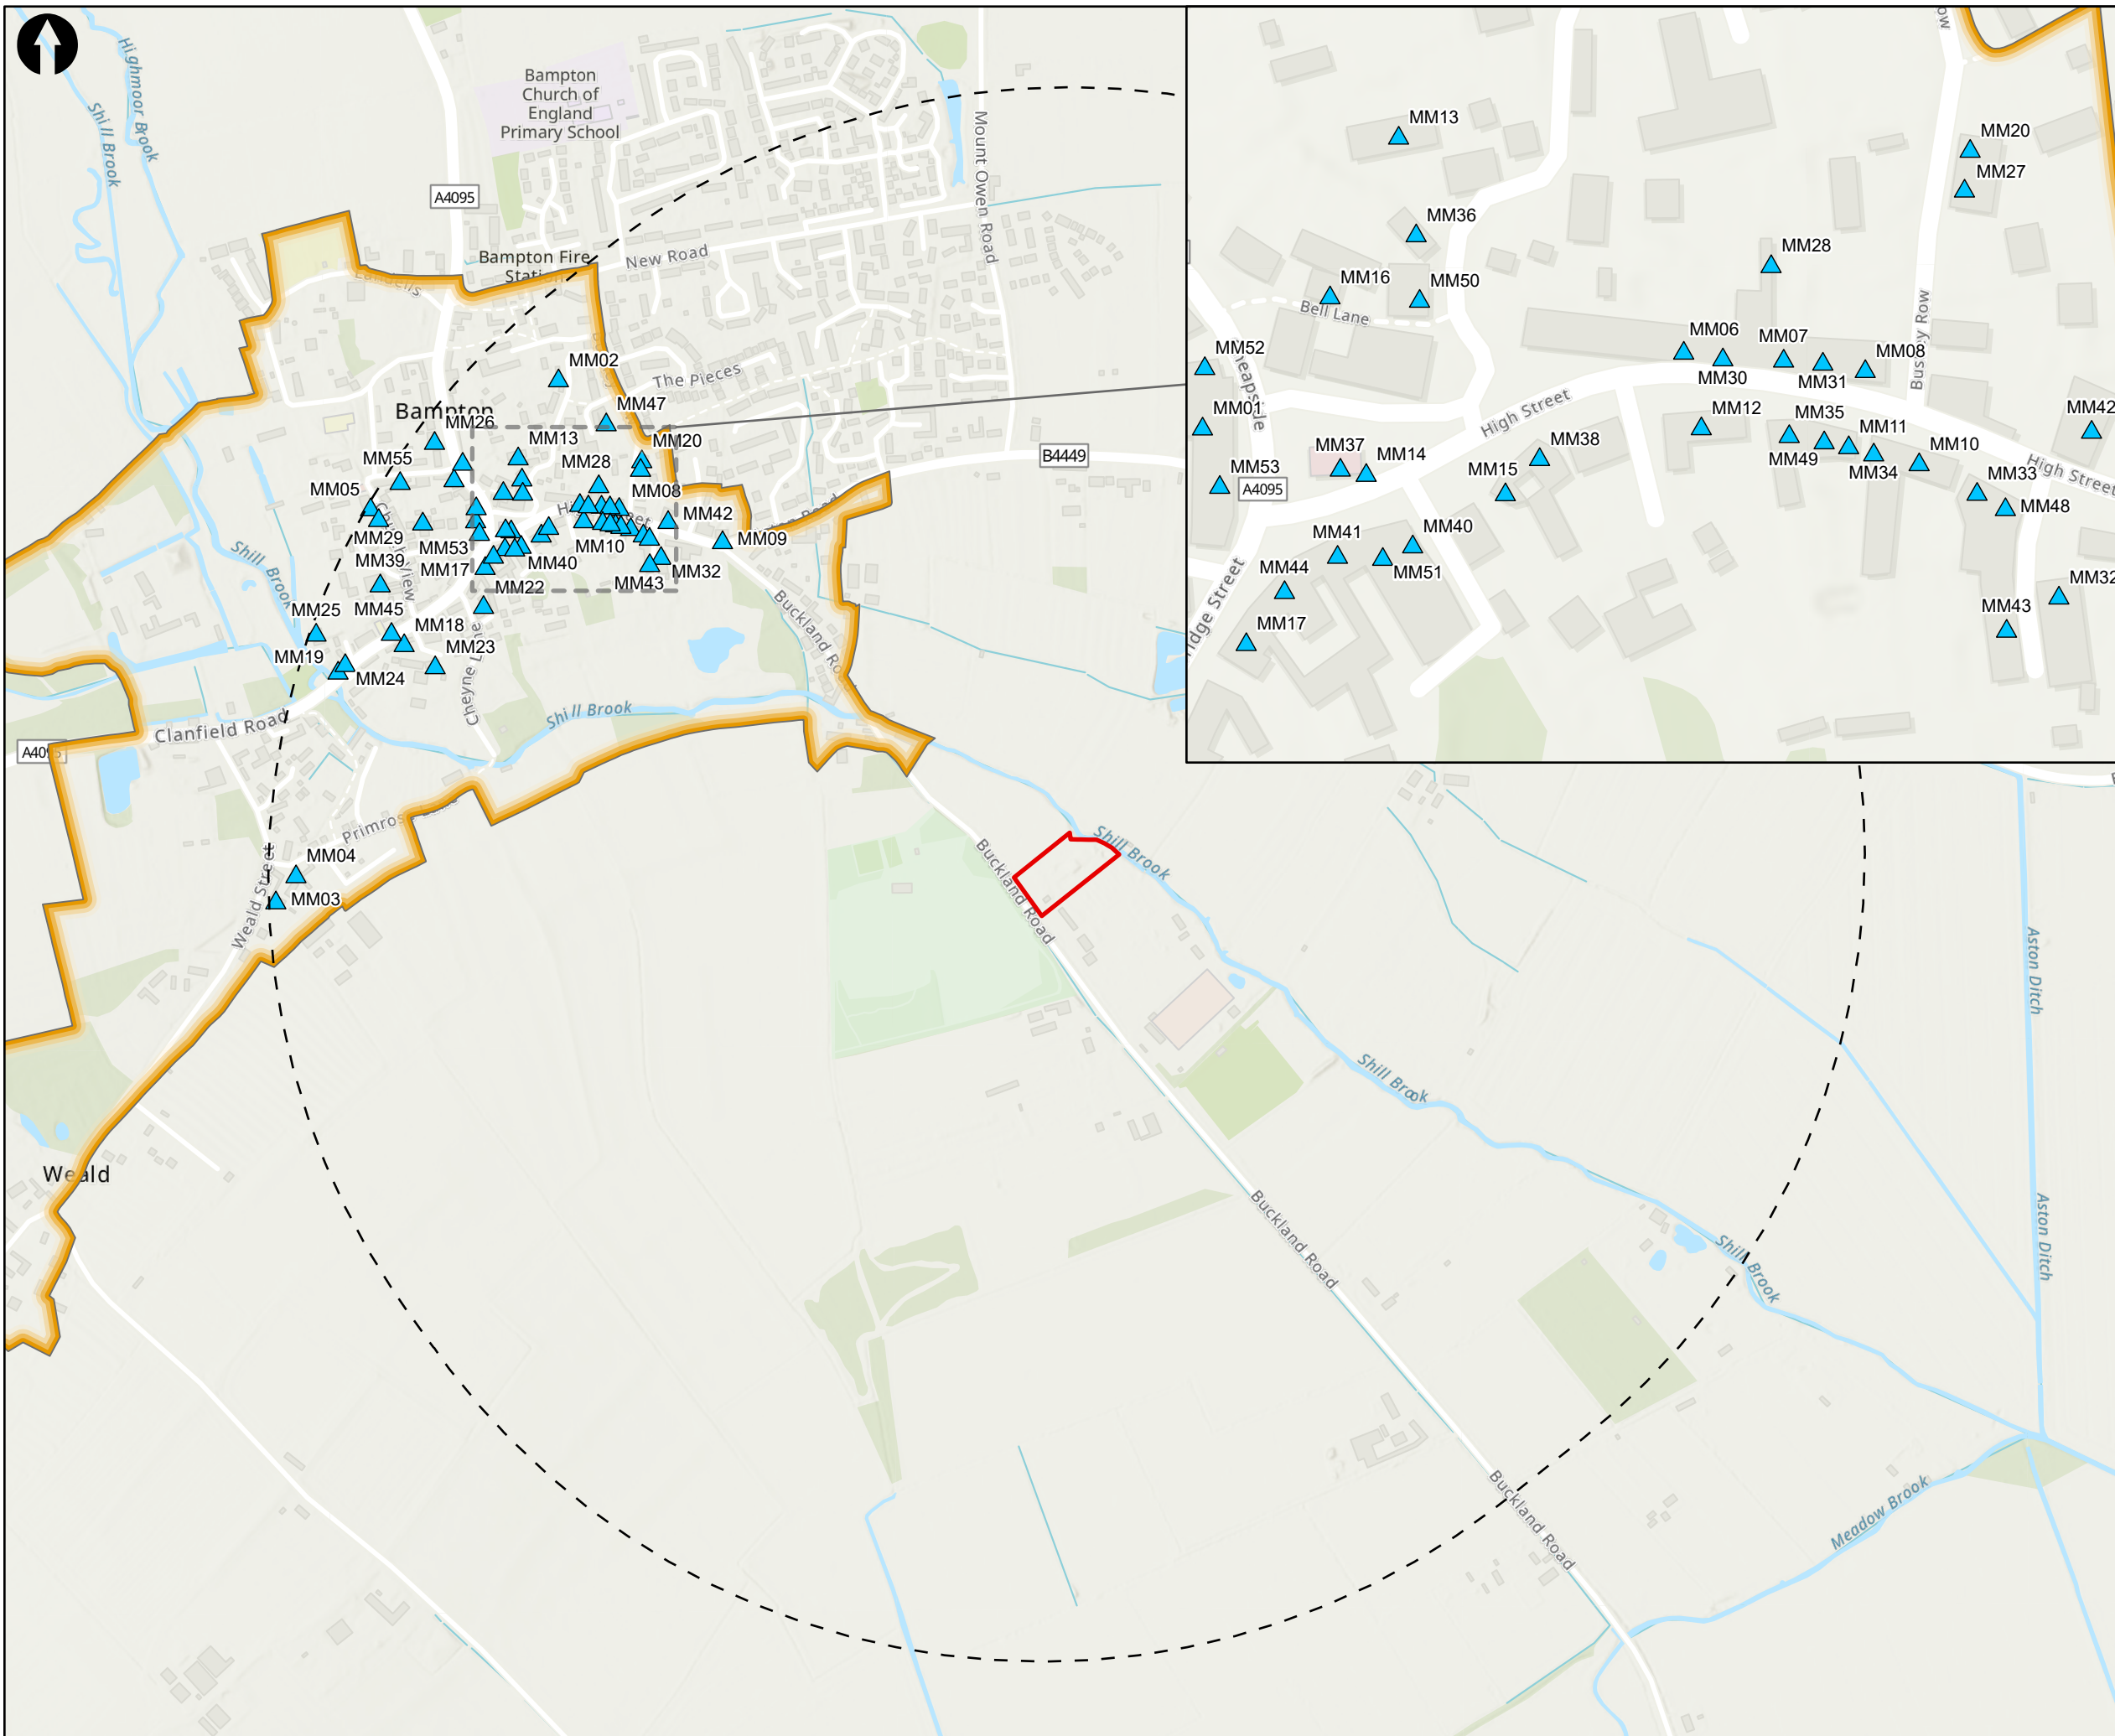 Highmoor Brook
Shill Brook
Bampton
Church of
England
Primary School
A4095
Mount Owen Road
Bampton Fire
New Road
MM02
The Pieces
MM47
Bampton
MM26
MM13
MM20
MM55
MM28
B4449
MM05
MM08
MM42
MM29
MM53
MM10
MM09
MM39
MM17
MM40
MM43
MM32
Shill Brook
MM22
MM25
MM45
MM18
MM23
MM19
MM24
Buckland Road
Cheyne Lane
Shill Brook
Clanfield Road
MM04
MM03
Weald Street
Weald
Buckland Road
Shill Brook
Shill Brook
Buckland Road
Shill Brook
Buckland Road
Aston Ditch
Aston Ditch
Meadow Brook
MM13
MM20
MM27
MM36
MM28
MM16
MM50
Bell Lane
MM52
MM06
MM07
MM08
MM30
MM31
MM01
High Street
MM12
MM35
MM11
MM42
MM37
MM14
MM38
MM49
MM34
MM10
MM53
A4095
MM15
MM33
High Street
MM48
MM41
MM40
MM44
MM51
MM32
MM17
MM43